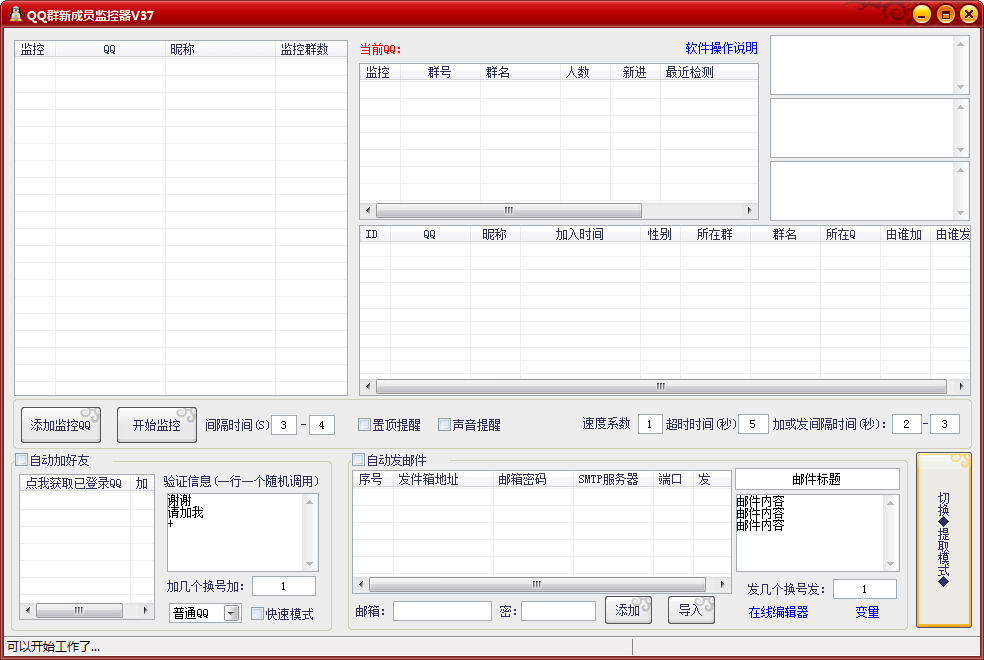 QQ群新成员监控器V37
监控 QQ 昵称 监控群数
当前QQ: 软件操作说明
监控 群号 群名 人数 新进 最近检测
ID QQ 昵称 加入时间 性别 所在群 群名 所在Q 由谁加 由谁发
添加监控QQ 开始监控 间隔时间(S) 3 - 4 置顶提醒 声音提醒 速度系数 1 超时时间(秒) 5 加或发间隔时间(秒): 2 - 3
自动加好友
点我获取已登录QQ 加
验证信息(一行一个随机调用)
谢谢
请加我
+
加几个换号加: 1
普通QQ 快速模式
自动发邮件
序号 发件箱地址 邮箱密码 SMTP服务器 端口 发
邮件标题
邮件内容
邮件内容
邮件内容
发几个换号发: 1
邮箱: 密: 添加 导入 在线编辑器 变量
切换◆提取模式◆
可以开始工作了...